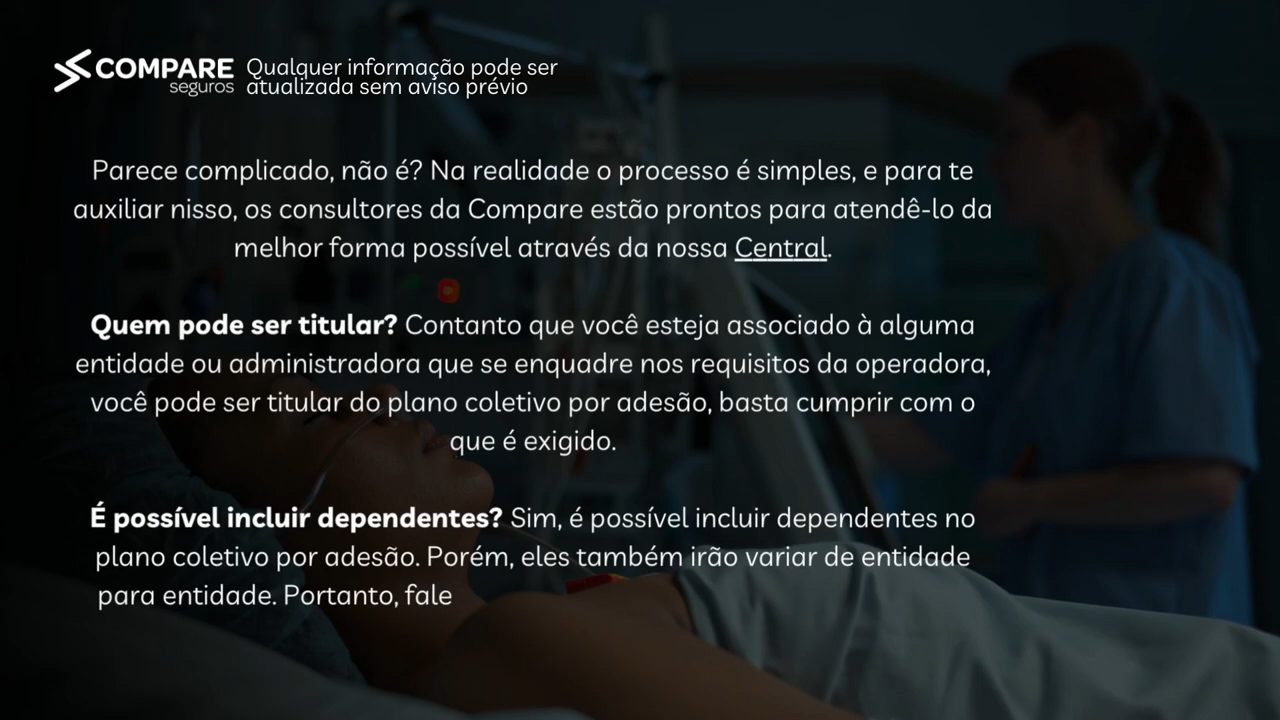 COMPARE
seguros
Qualquer informação pode ser
atualizada sem aviso prévio
Parece complicado, não é? Na realidade o processo é simples, e para te
auxiliar nisso, os consultores da Compare estão prontos para atendê-lo da
melhor forma possível através da nossa Central.
Quem pode ser titular? Contanto que você esteja associado à alguma
entidade ou administradora que se enquadre nos requisitos da operadora,
você pode ser titular do plano coletivo por adesão, basta cumprir com o
que é exigido.
É possível incluir dependentes? Sim, é possível incluir dependentes no
plano coletivo por adesão. Porém, eles também irão variar de entidade
para entidade. Portanto, fale